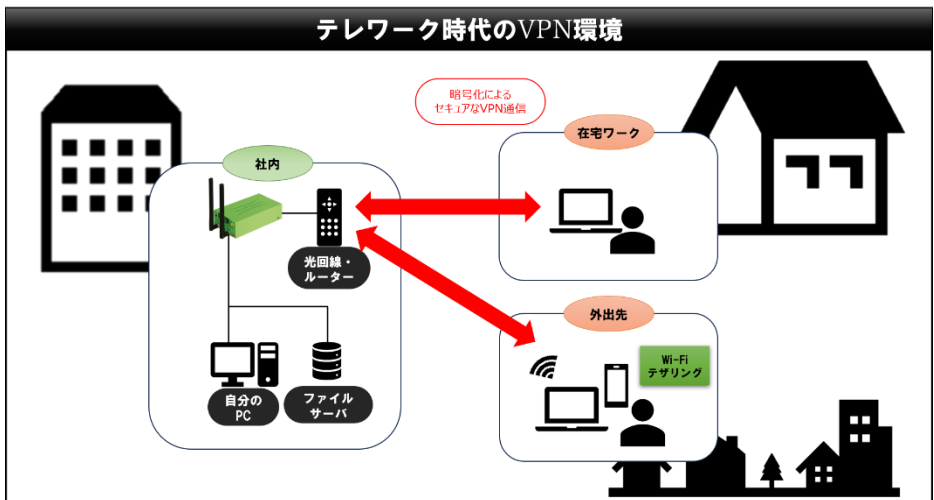 テレワーク時代のVPN環境
暗号化による
セキュアなVPN通信
社内
在宅ワーク
光回線・
ルーター
外出先
Wi-Fi
テザリング
自分の
PC
ファイル
サーバ